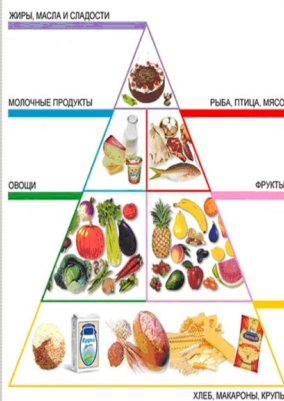 ЖИРЫ, МАСЛА И СЛАДОСТИ
МОЛОЧНЫЕ ПРОДУКТЫ
РЫБА, ПТИЦА, МЯСО
ОВОЩИ
ФРУКТЫ
ХЛЕБ, МАКАРОНЫ, КРУПЫ